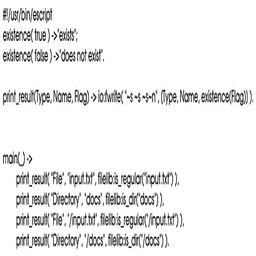 #!/usr/bin/escript
existence( true ) ->"exists";
existence( false ) ->"does not exist".
print_result(Type, Name, Flag) -> io:fwrite( "~s ~s ~s~n", [Type, Name, existence(Flag)] ).
main(_) ->
print_result( "File", "input.txt", filelib:is_regular("input.txt") ),
print_result( "Directory", "docs", filelib:is_dir("docs") ),
print_result( "File", "/input.txt", filelib:is_regular("/input.txt") ),
print_result( "Directory", "/docs", filelib:is_dir("/docs") ).